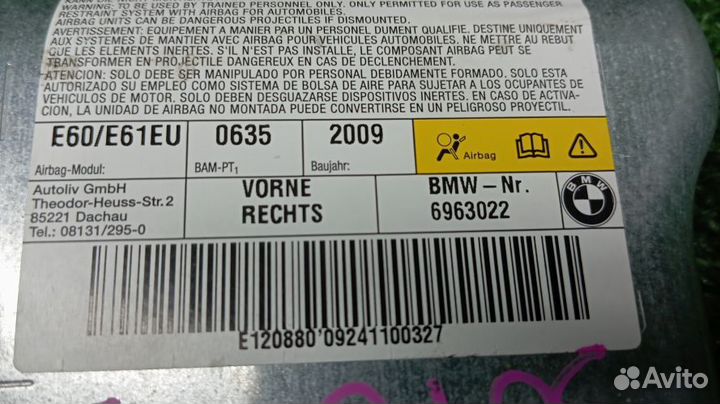 WARNING: TO BE USED BY TRAINED PERSONNEL ONLY. ONLY PERMITTED FOR USE AS PASSENGER
RESTRAINT SYSTEM WITH AIRBAG FOR AUTOMOBILES.
AIRBAG UNITS CAN BE DANGEROUS PROJECTILES IF DISMOUNTED.
AVERTISSEMENT: EQUIPEMENT A MANIER PAR UN PERSONNEL DUMENT QUALIFIE. DESTINE UNIQUEMENT
AUX SYSTEMES DE MANTIEN AVEC AIRBAG POUR VEHICULES AUTOMOBILES. NE METTRE AU REBUT
QUE LES ELEMENTS INERTES. S'IL N'EST PAS INSTALLE, LE COMPOSANT AIRBAG PEUT SE
TRANSFORMER EN PROJECTILE DANGEREUX EN CAS DE DECLENCHEMENT.
ATENCION: SOLO DEBE SER MANIPULADO POR PERSONAL DEBIDAMENTE FORMADO. SOLO ESTA
AUTORIZADO SU EMPLEO COMO SISTEMA DE BOLSA DE AIRE PARA SUJETAR A LOS OCUPANTES DE
VEHICULOS DE MOTOR. SOLO DEBEN DESGUAZARSE DISPOSITIVOS INERTES. EN CASO DE ACTIVA-
CION, LA UNIDAD DE AIRBAG NO MONTADA PUEDE CONVERTIRSE EN UN PELIGROSO PROYECTIL.
E60/E61EU 0635 2009
Airbag
Airbag-Modul: BAM-PT1 Baujahr:
Autoliv GmbH
Theodor-Heuss-Str.2
85221 Dachau
Tel.: 08131/295-0
VORNE
RECHTS
BMW-Nr.
6963022
BMW
E120880'09241100327
Avito